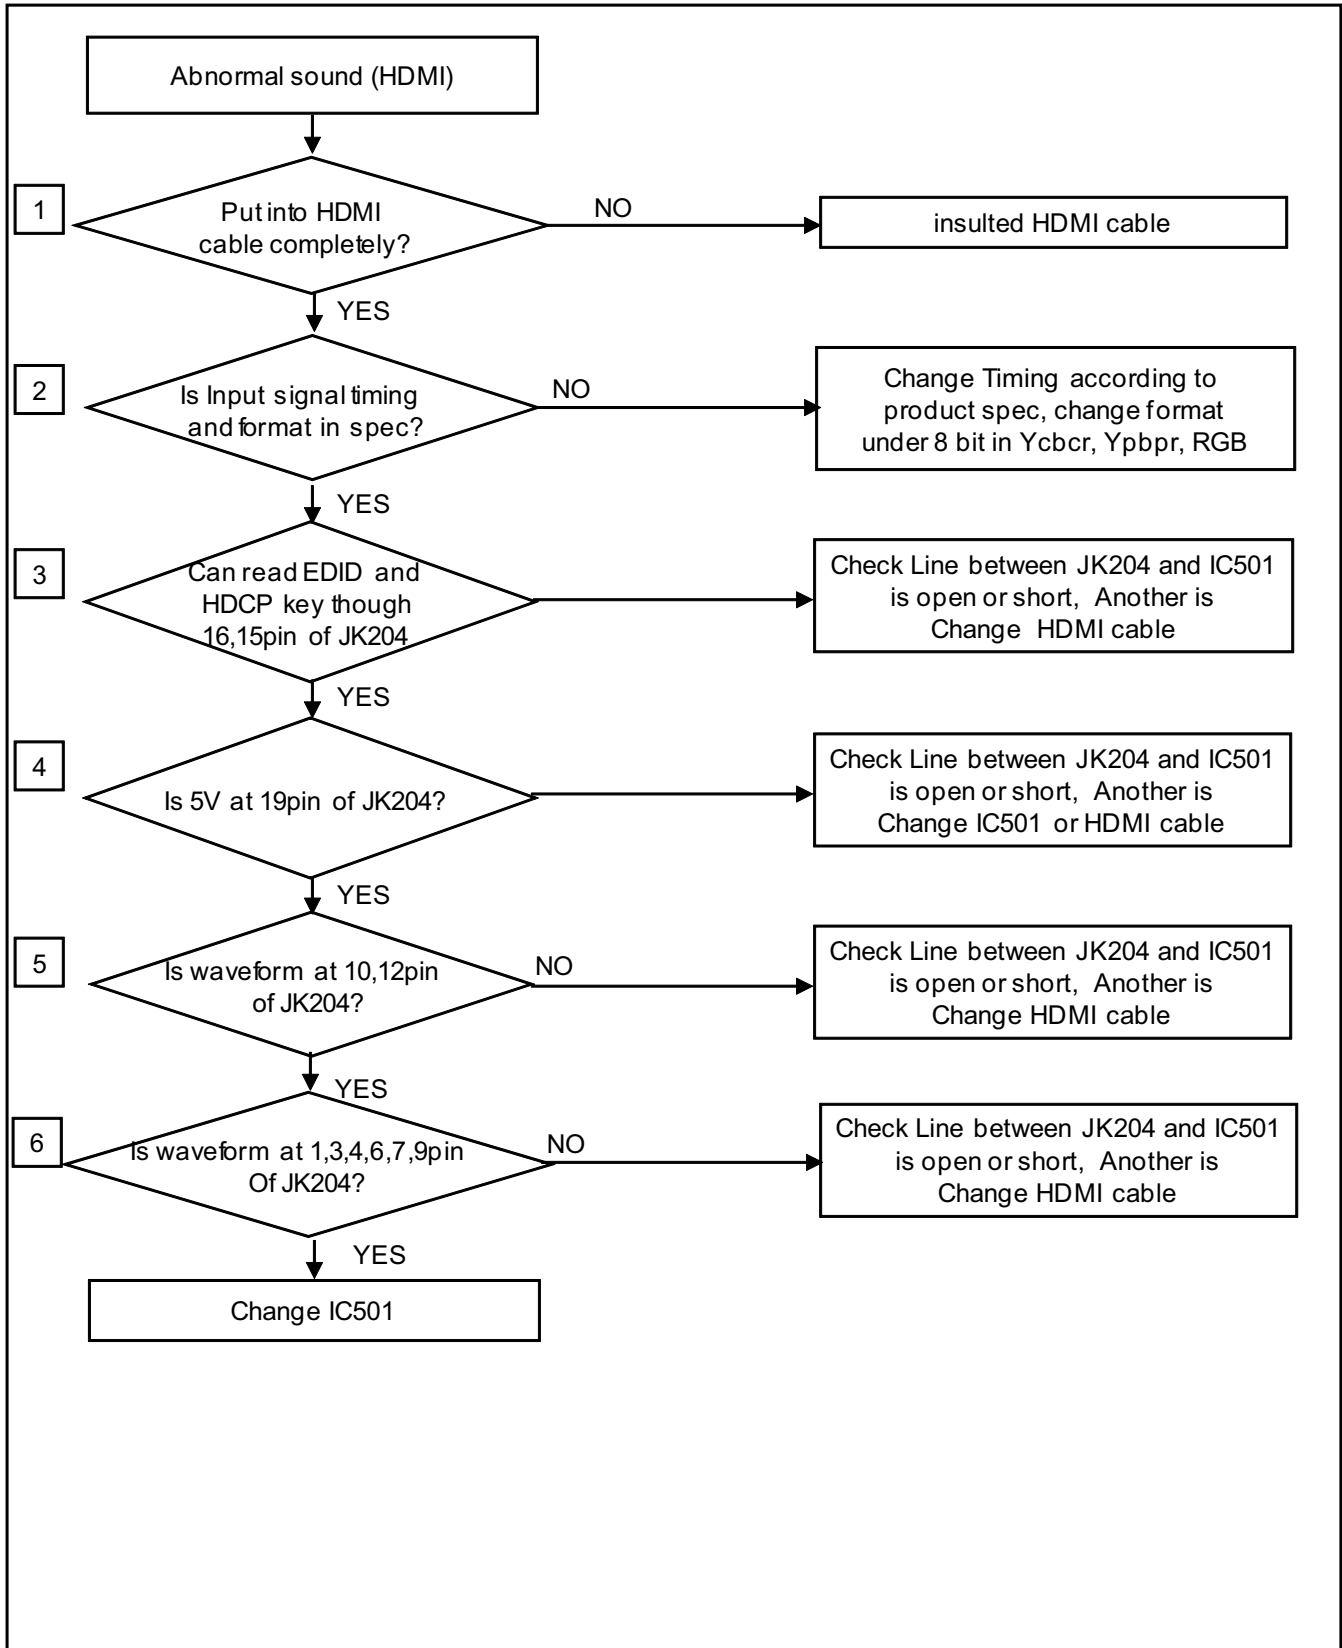 Abnormal sound (HDMI)
1
Put into HDMI
cable completely?
NO
insulted HDMI cable
YES
2
Is Input signal timing
and format in spec?
NO
Change Timing according to
product spec, change format
under 8 bit in Ycbcr, Ypbpr, RGB
YES
3
Can read EDID and
HDCP key though
16,15pin of JK204
Check Line between JK204 and IC501
is open or short, Another is
Change HDMI cable
YES
4
Is 5V at 19pin of JK204?
Check Line between JK204 and IC501
is open or short, Another is
Change IC501 or HDMI cable
YES
5
Is waveform at 10,12pin
of JK204?
NO
Check Line between JK204 and IC501
is open or short, Another is
Change HDMI cable
YES
6
Is waveform at 1,3,4,6,7,9pin
Of JK204?
NO
Check Line between JK204 and IC501
is open or short, Another is
Change HDMI cable
YES
Change IC501